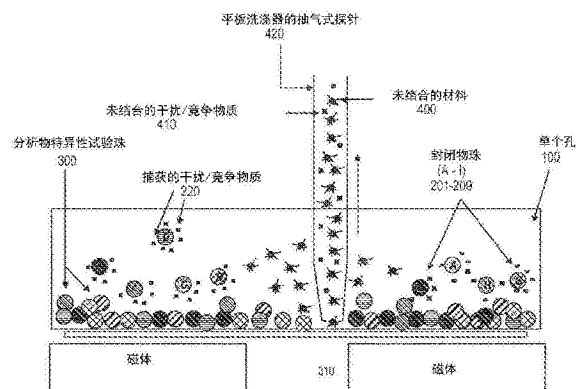 平板洗涤器的抽气式探针
420
未结合的材料
400
未结合的干扰/竞争物质
410
分析物特异性试验珠
300
捕获的干扰/竞争物质
220
封闭物珠
(A - I)
201-209
单个孔
100
磁体
310
磁体